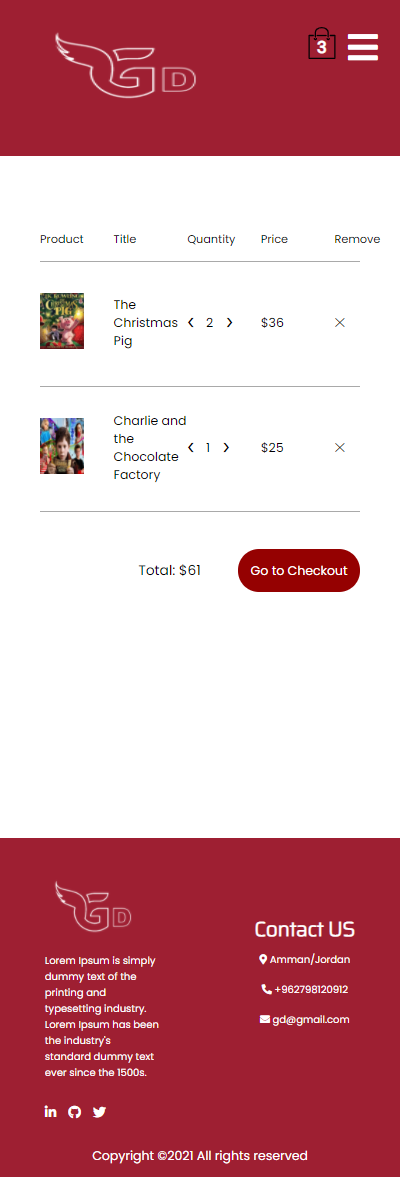 GD
3
Product Title Quantity Price Remove
The
Christmas
Pig
2 $36
Charlie and
the
Chocolate
Factory
1 $25
Total: $61 Go to Checkout
GD
Lorem Ipsum is simply
dummy text of the
printing and
typesetting industry.
Lorem Ipsum has been
the industry's
standard dummy text
ever since the 1500s.
Contact US
Amman/Jordan
+962798120912
gd@gmail.com
Copyright ©2021 All rights reserved